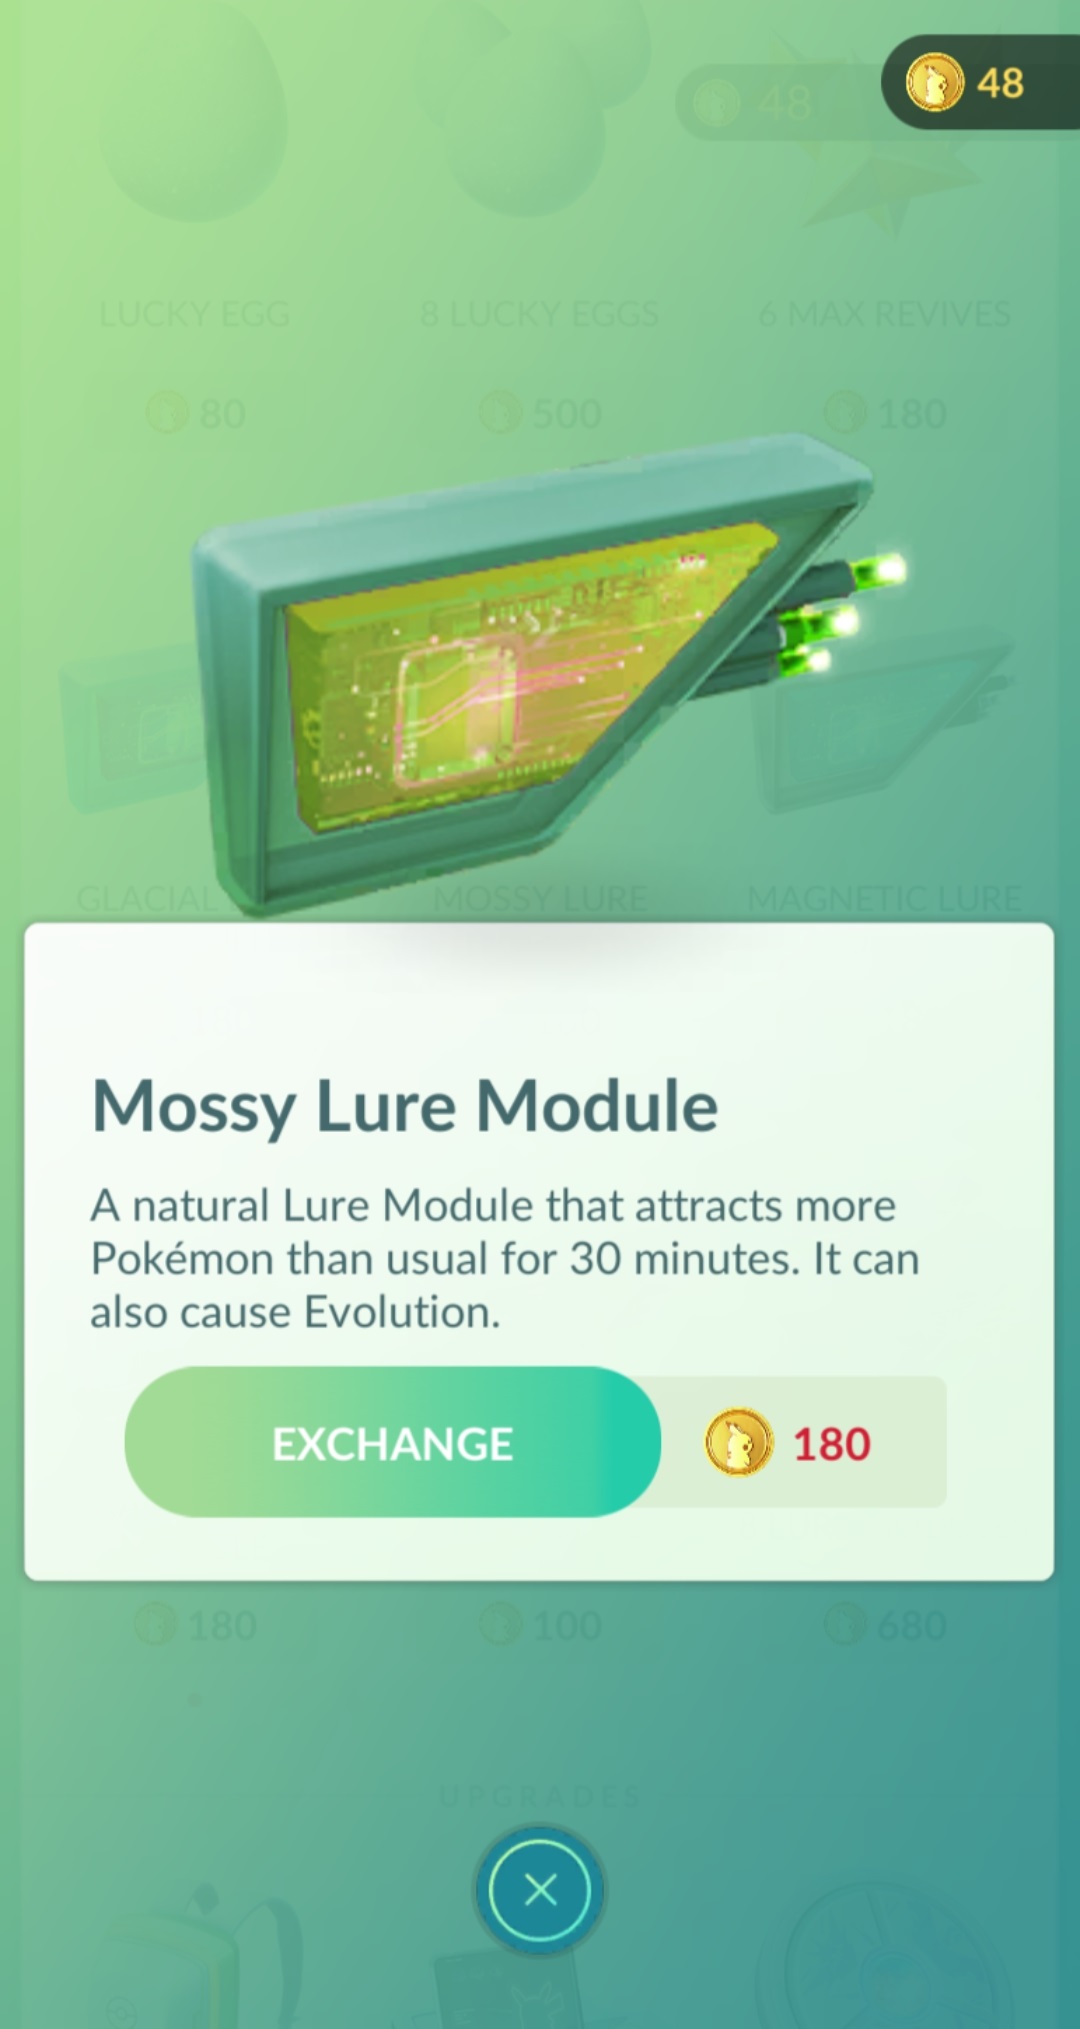 48
48
LUCKY EGG
8 LUCKY EGGS
6 MAX REVIVES
80
500
180
GLACIAL
MOSSY LURE
MAGNETIC LURE
Mossy Lure Module
A natural Lure Module that attracts more
Pokémon than usual for 30 minutes. It can
also cause Evolution.
EXCHANGE
180
180
100
680
UPGRADES